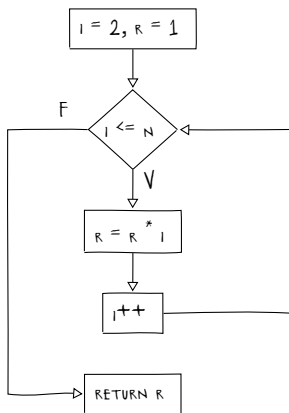 I = 2, R = 1
F
I <= N
V
R = R * I
I++
RETURN R